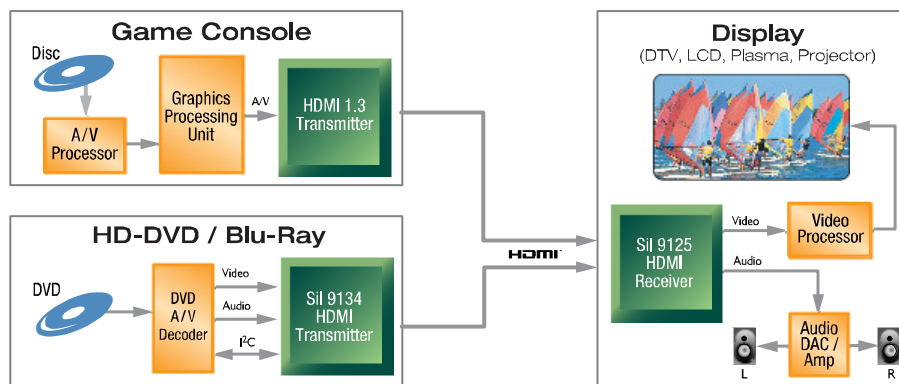 Game Console
Disc
A/V
Processor
Graphics
Processing
Unit
A/V
HDMI 1.3
Transmitter
HD-DVD / Blu-Ray
DVD
DVD
A/V
Decoder
Video
Audio
I²C
SiI 9134
HDMI
Transmitter
HDMI
Display
(DTV, LCD, Plasma, Projector)
SiI 9125
HDMI
Receiver
Video
Audio
Video
Processor
Audio
DAC /
Amp
L
R